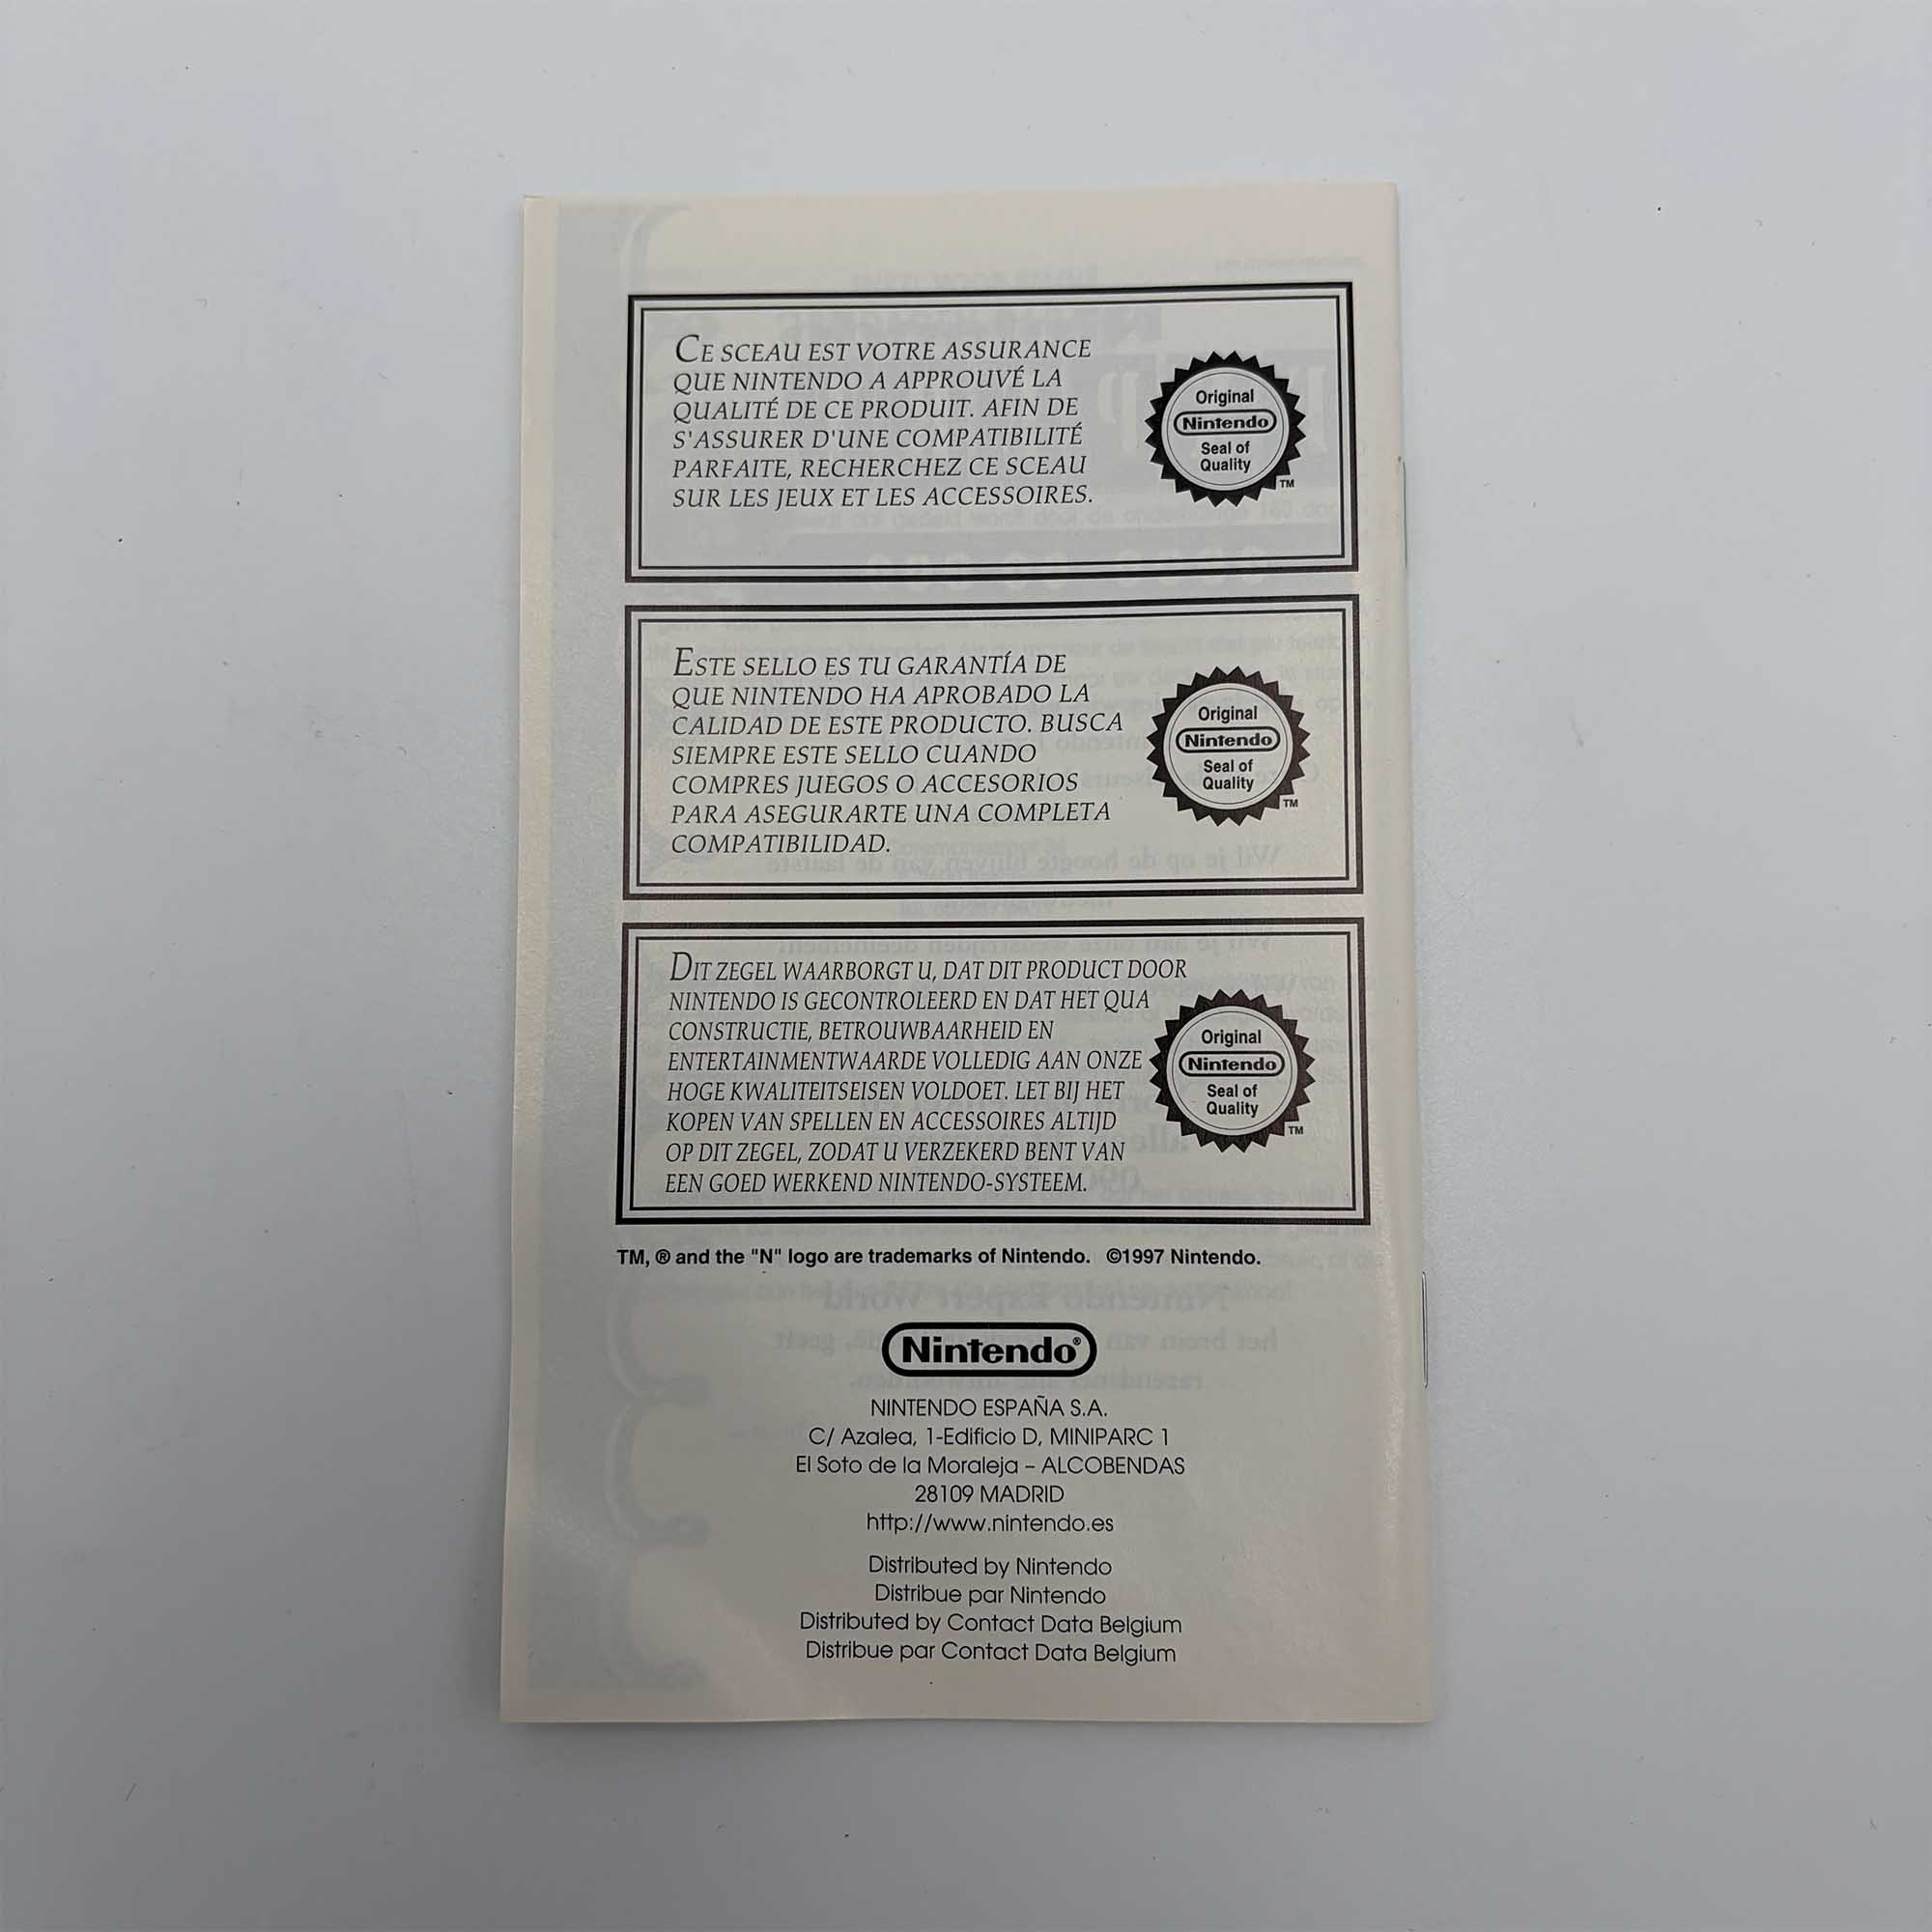 CE SCEAU EST VOTRE ASSURANCE
QUE NINTENDO A APPROUVÉ LA
QUALITÉ DE CE PRODUIT. AFIN DE
S'ASSURER D'UNE COMPATIBILITÉ
PARFAITE, RECHERCHEZ CE SCEAU
SUR LES JEUX ET LES ACCESSOIRES.
Original
Nintendo
Seal of
Quality
TM
ESTE SELLO ES TU GARANTÍA DE
QUE NINTENDO HA APROBADO LA
CALIDAD DE ESTE PRODUCTO. BUSCA
SIEMPRE ESTE SELLO CUANDO
COMPRES JUEGOS O ACCESORIOS
PARA ASEGURARTE UNA COMPLETA
COMPATIBILIDAD.
Original
Nintendo
Seal of
Quality
TM
DIT ZEGEL WAARBORGT U, DAT DIT PRODUCT DOOR
NINTENDO IS GECONTROLEERD EN DAT HET QUA
CONSTRUCTIE, BETROUWBAARHEID EN
ENTERTAINMENTWAARDE VOLLEDIG AAN ONZE
HOGE KWALITEITSEISEN VOLDOET. LET BIJ HET
KOPEN VAN SPELLEN EN ACCESSOIRES ALTIJD
OP DIT ZEGEL, ZODAT U VERZEKERD BENT VAN
EEN GOED WERKEND NINTENDO-SYSTEEM.
Original
Nintendo
Seal of
Quality
TM
TM, ® and the "N" logo are trademarks of Nintendo. ©1997 Nintendo.
Nintendo®
NINTENDO ESPAÑA S.A.
C/ Azalea, 1-Edificio D, MINIPARC 1
El Soto de la Moraleja – ALCOBENDAS
28109 MADRID
http://www.nintendo.es
Distributed by Nintendo
Distribue par Nintendo
Distributed by Contact Data Belgium
Distribue par Contact Data Belgium